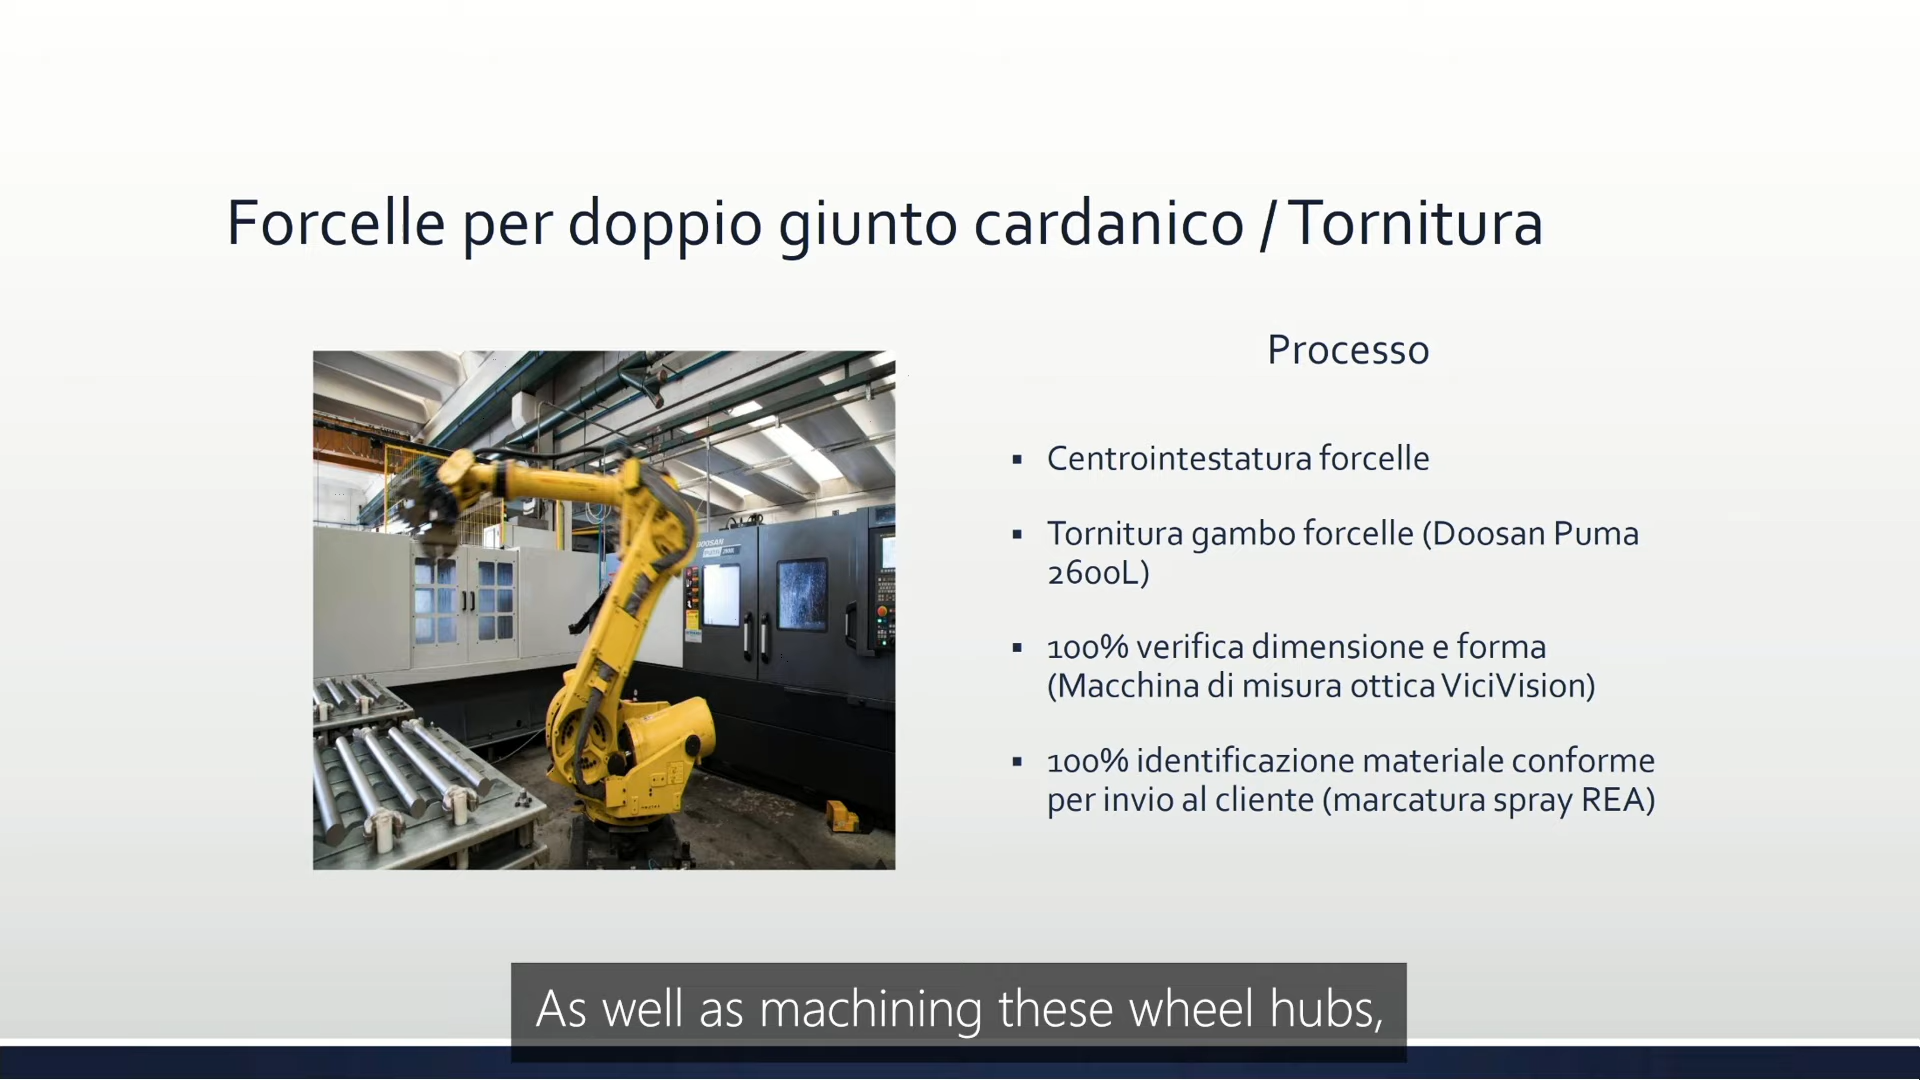 Forcelle per doppio giunto cardanico / Tornitura
Processo
▪ Centrointestatura forcelle
▪ Tornitura gambo forcelle (Doosan Puma
2600L)
▪ 100% verifica dimensione e forma
(Macchina di misura ottica ViciVision)
▪ 100% identificazione materiale conforme
per invio al cliente (marcatura spray REA)
DOOSAN
As well as machining these wheel hubs,